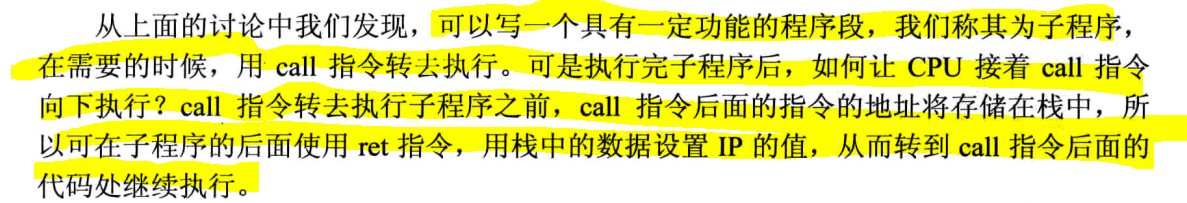 从上面的讨论中我们发现，可以写一个具有一定功能的程序段，我们称其为子程序，
在需要的时候，用 call 指令转去执行。可是执行完子程序后，如何让 CPU 接着 call 指令
向下执行？call 指令转去执行子程序之前，call 指令后面的指令的地址将存储在栈中，所
以可在子程序的后面使用 ret 指令，用栈中的数据设置 IP 的值，从而转到 call 指令后面的
代码处继续执行。